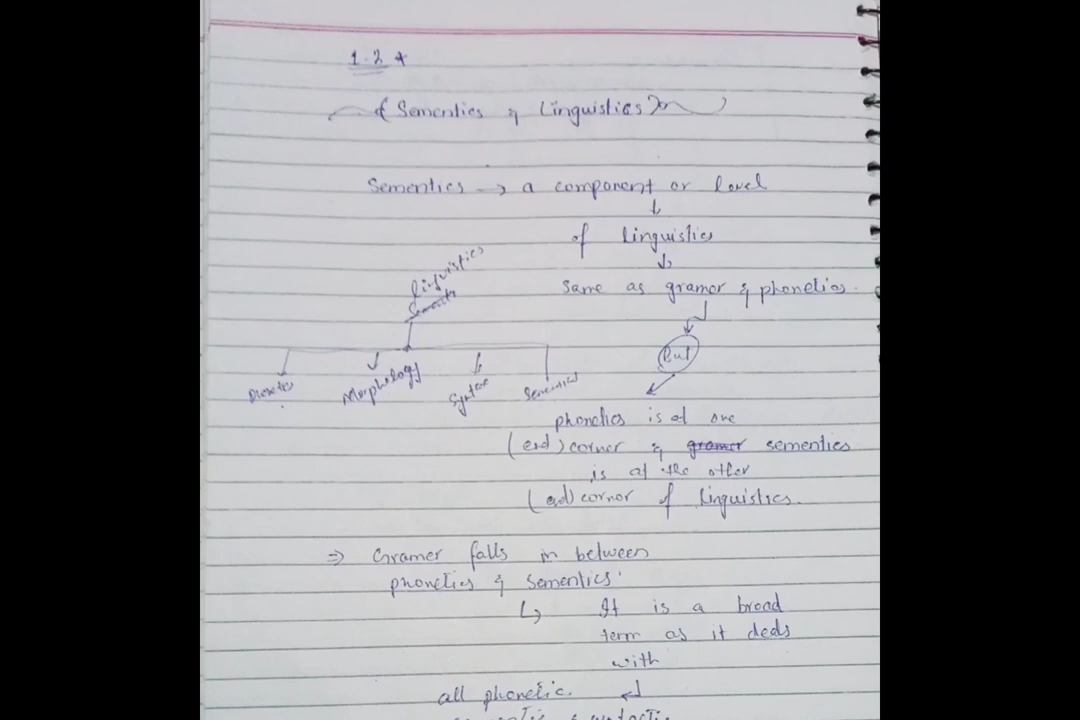 1.2 *
{ Sementics & Linguistics }
Sementics → a component or level
↓
of linguistics
↓
Same as gramer & phonetics.
But
linguistics
Morphology
Syntax
phonetics is at one
(end) corner & gramer sementics
is at the other
(end) corner of linguistics.
⇒ Gramer falls in between
phonetics & sementics.
↳ It is a broad
term as it deals
with
all phonetic.